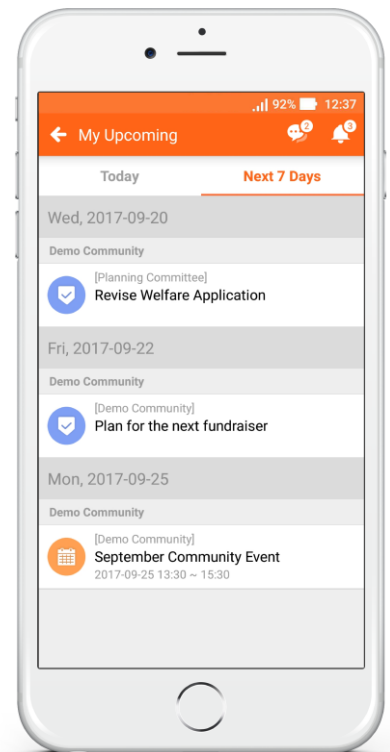 92% 12:37
My Upcoming 2 3
Today Next 7 Days
Wed, 2017-09-20
Demo Community
[Planning Committee]
Revise Welfare Application
Fri, 2017-09-22
Demo Community
[Demo Community]
Plan for the next fundraiser
Mon, 2017-09-25
Demo Community
[Demo Community]
September Community Event
2017-09-25 13:30 ~ 15:30